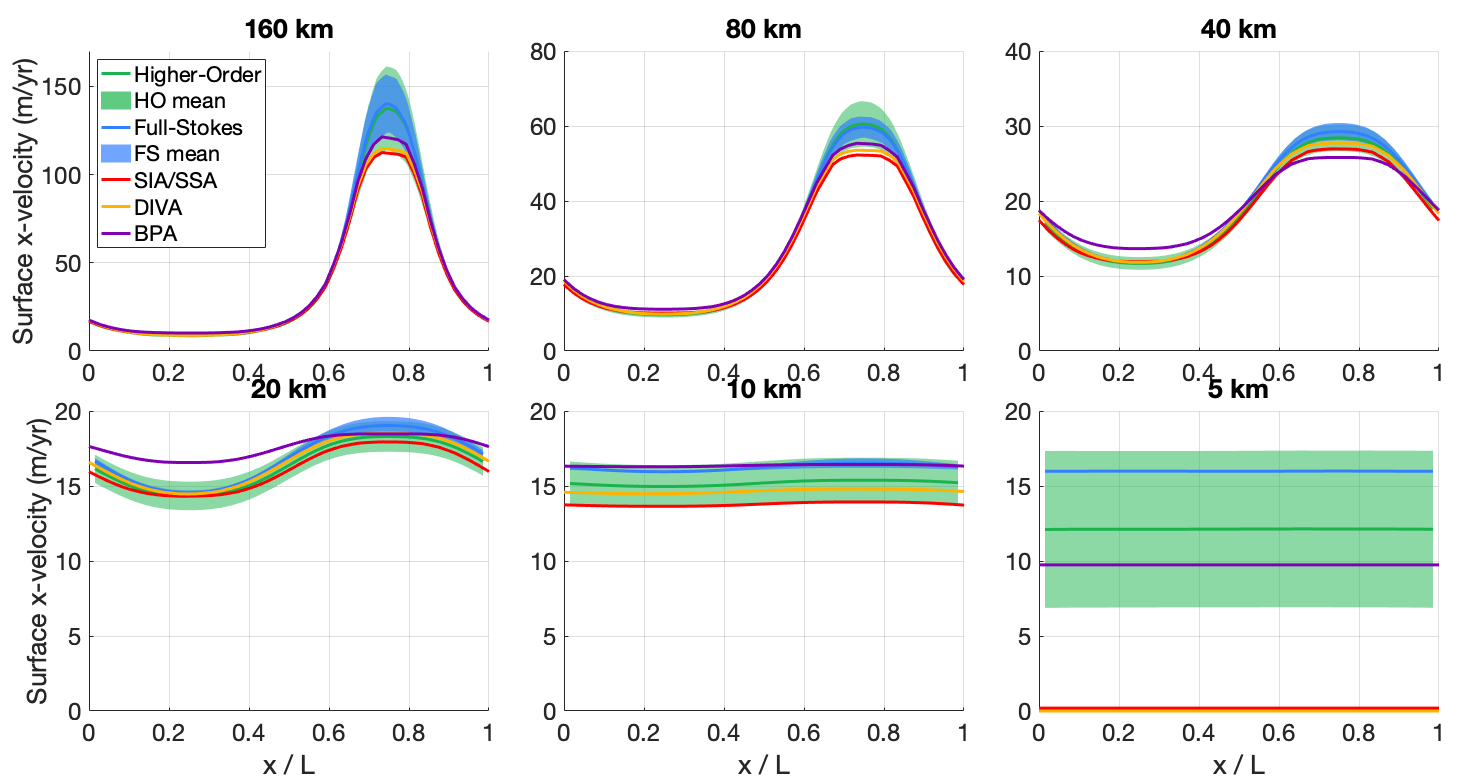 160 km
80 km
40 km
Surface x-velocity (m/yr)
150
100
50
0
Higher-Order
HO mean
Full-Stokes
FS mean
SIA/SSA
DIVA
BPA
0 0.2 0.4 0.6 0.8 1
80
60
40
20
0
0 0.2 0.4 0.6 0.8 1
40
30
20
10
0
0 0.2 0.4 0.6 0.8 1
20 km
10 km
5 km
Surface x-velocity (m/yr)
20
15
10
5
0
0 0.2 0.4 0.6 0.8 1
x / L
20
15
10
5
0
0 0.2 0.4 0.6 0.8 1
x / L
20
15
10
5
0
0 0.2 0.4 0.6 0.8 1
x / L